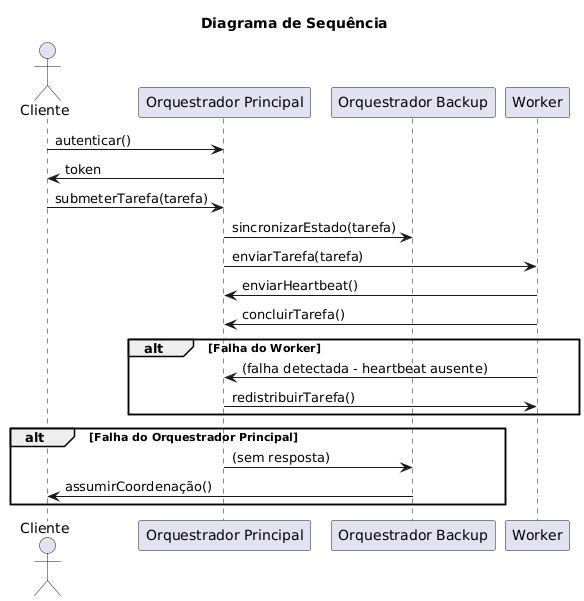 Diagrama de Sequência
Cliente
Orquestrador Principal
Orquestrador Backup
Worker
autenticar()
token
submeterTarefa(tarefa)
sincronizarEstado(tarefa)
enviarTarefa(tarefa)
enviarHeartbeat()
concluirTarefa()
alt [Falha do Worker]
(falha detectada - heartbeat ausente)
redistribuirTarefa()
alt [Falha do Orquestrador Principal]
(sem resposta)
assumirCoordenação()
Cliente
Orquestrador Principal
Orquestrador Backup
Worker